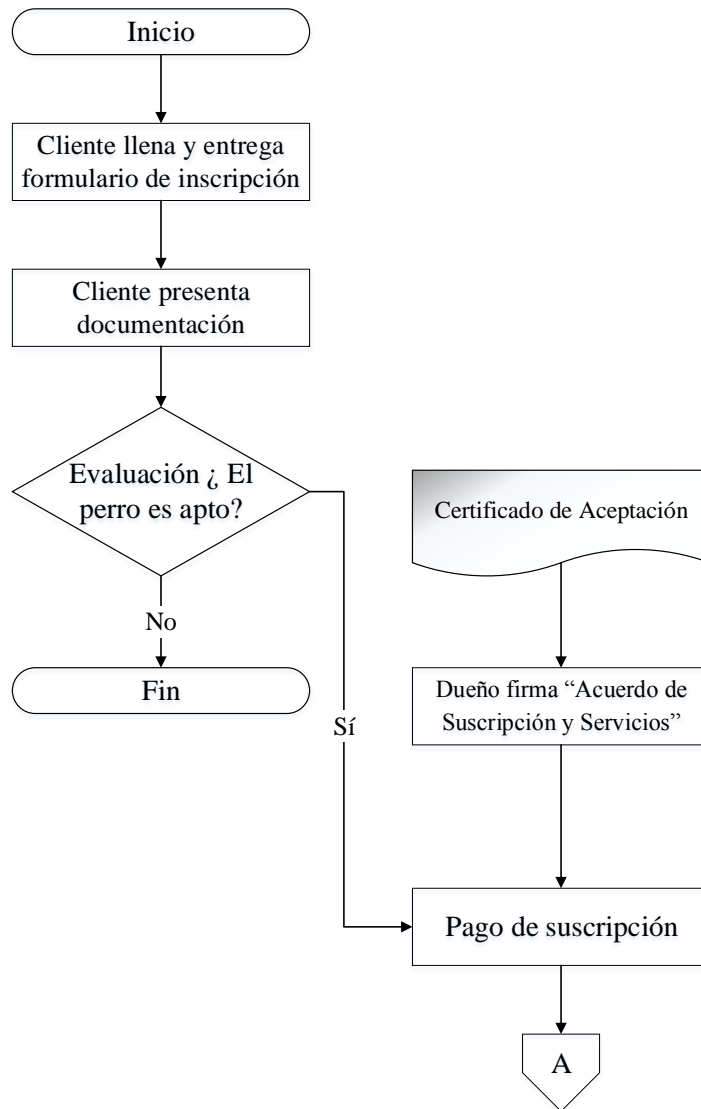 Inicio
Cliente llena y entrega
formulario de inscripción
Cliente presenta
documentación
Evaluación ¿ El
perro es apto?
No
Fin
Sí
Certificado de Aceptación
Dueño firma “Acuerdo de
Suscripción y Servicios”
Pago de suscripción
A